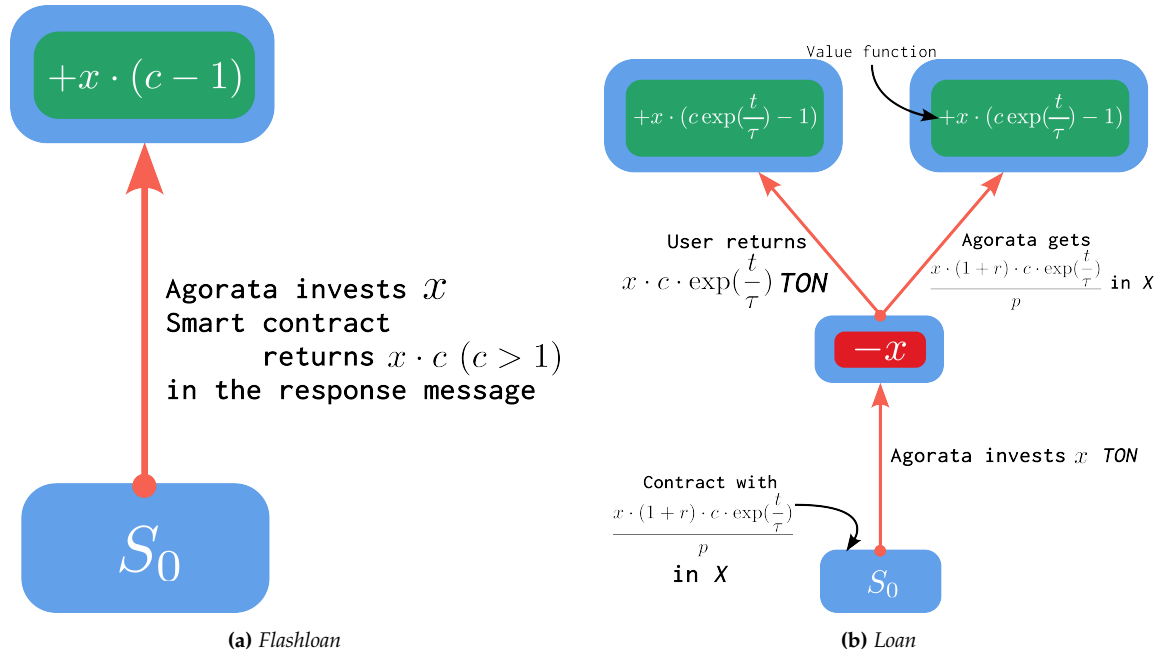 +x · (c − 1)
Agorata invests x
Smart contract
returns x · c (c > 1)
in the response message
S₀
(a) Flashloan
Value function
+x · (c exp(t/τ) − 1)
+x · (c exp(t/τ) − 1)
User returns
x · c · exp(t/τ) TON
Agorata gets
x · (1 + r) · c · exp(t/τ)
p
in X
−x
Agorata invests x TON
Contract with
x · (1 + r) · c · exp(t/τ)
p
in X
S₀
(b) Loan